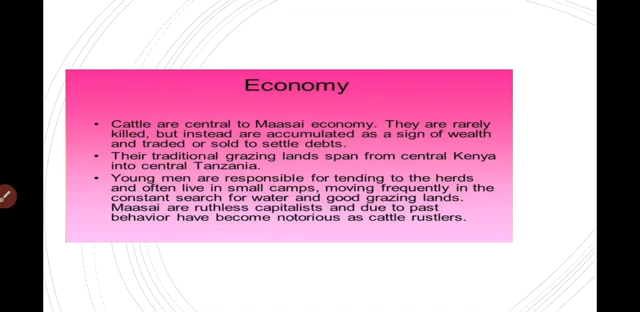 Economy
• Cattle are central to Maasai economy. They are rarely
killed, but instead are accumulated as a sign of wealth
and traded or sold to settle debts.
• Their traditional grazing lands span from central Kenya
into central Tanzania.
• Young men are responsible for tending to the herds
and often live in small camps, moving frequently in the
constant search for water and good grazing lands.
Maasai are ruthless capitalists and due to past
behavior have become notorious as cattle rustlers.